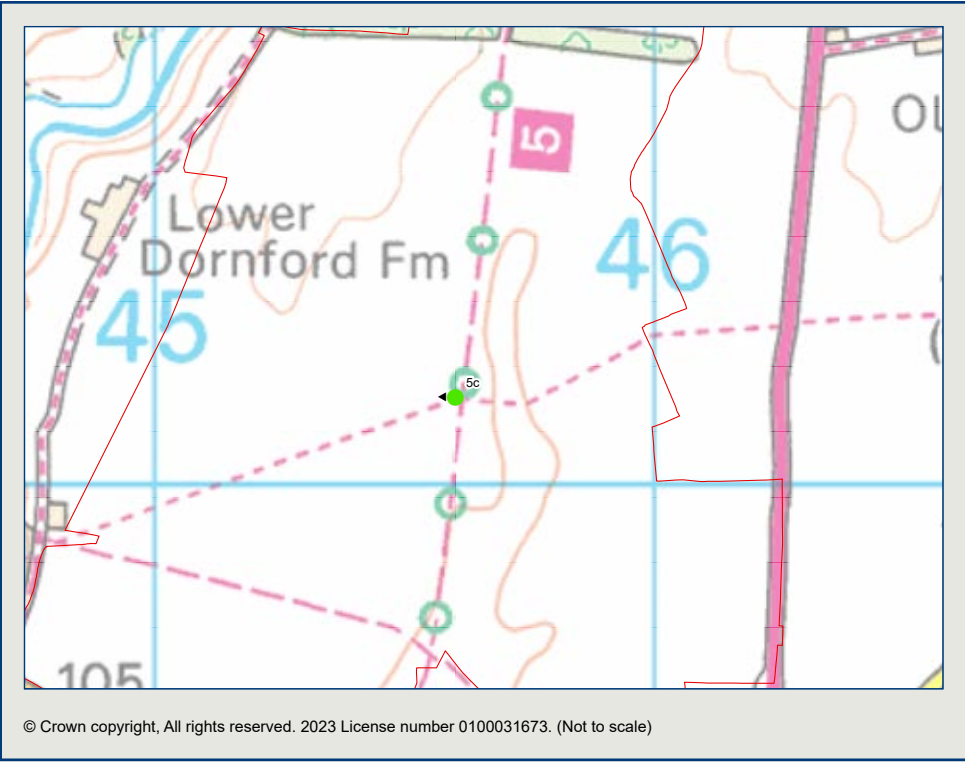 5
OL
Lower
Dornford Fm
46
45
5c
105
© Crown copyright, All rights reserved. 2023 License number 0100031673. (Not to scale)